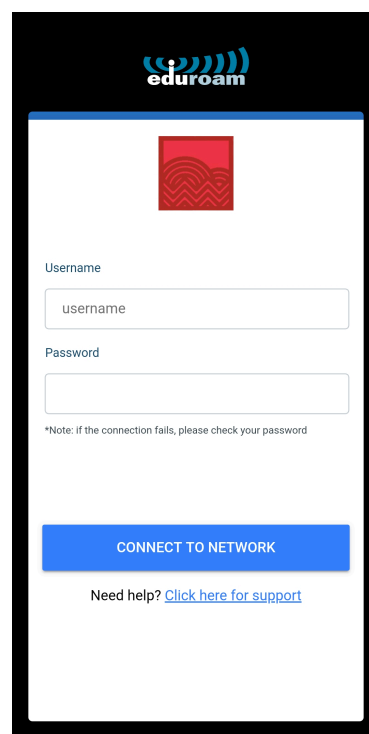 eduroam
Username
username
Password
*Note: if the connection fails, please check your password
CONNECT TO NETWORK
Need help? Click here for support